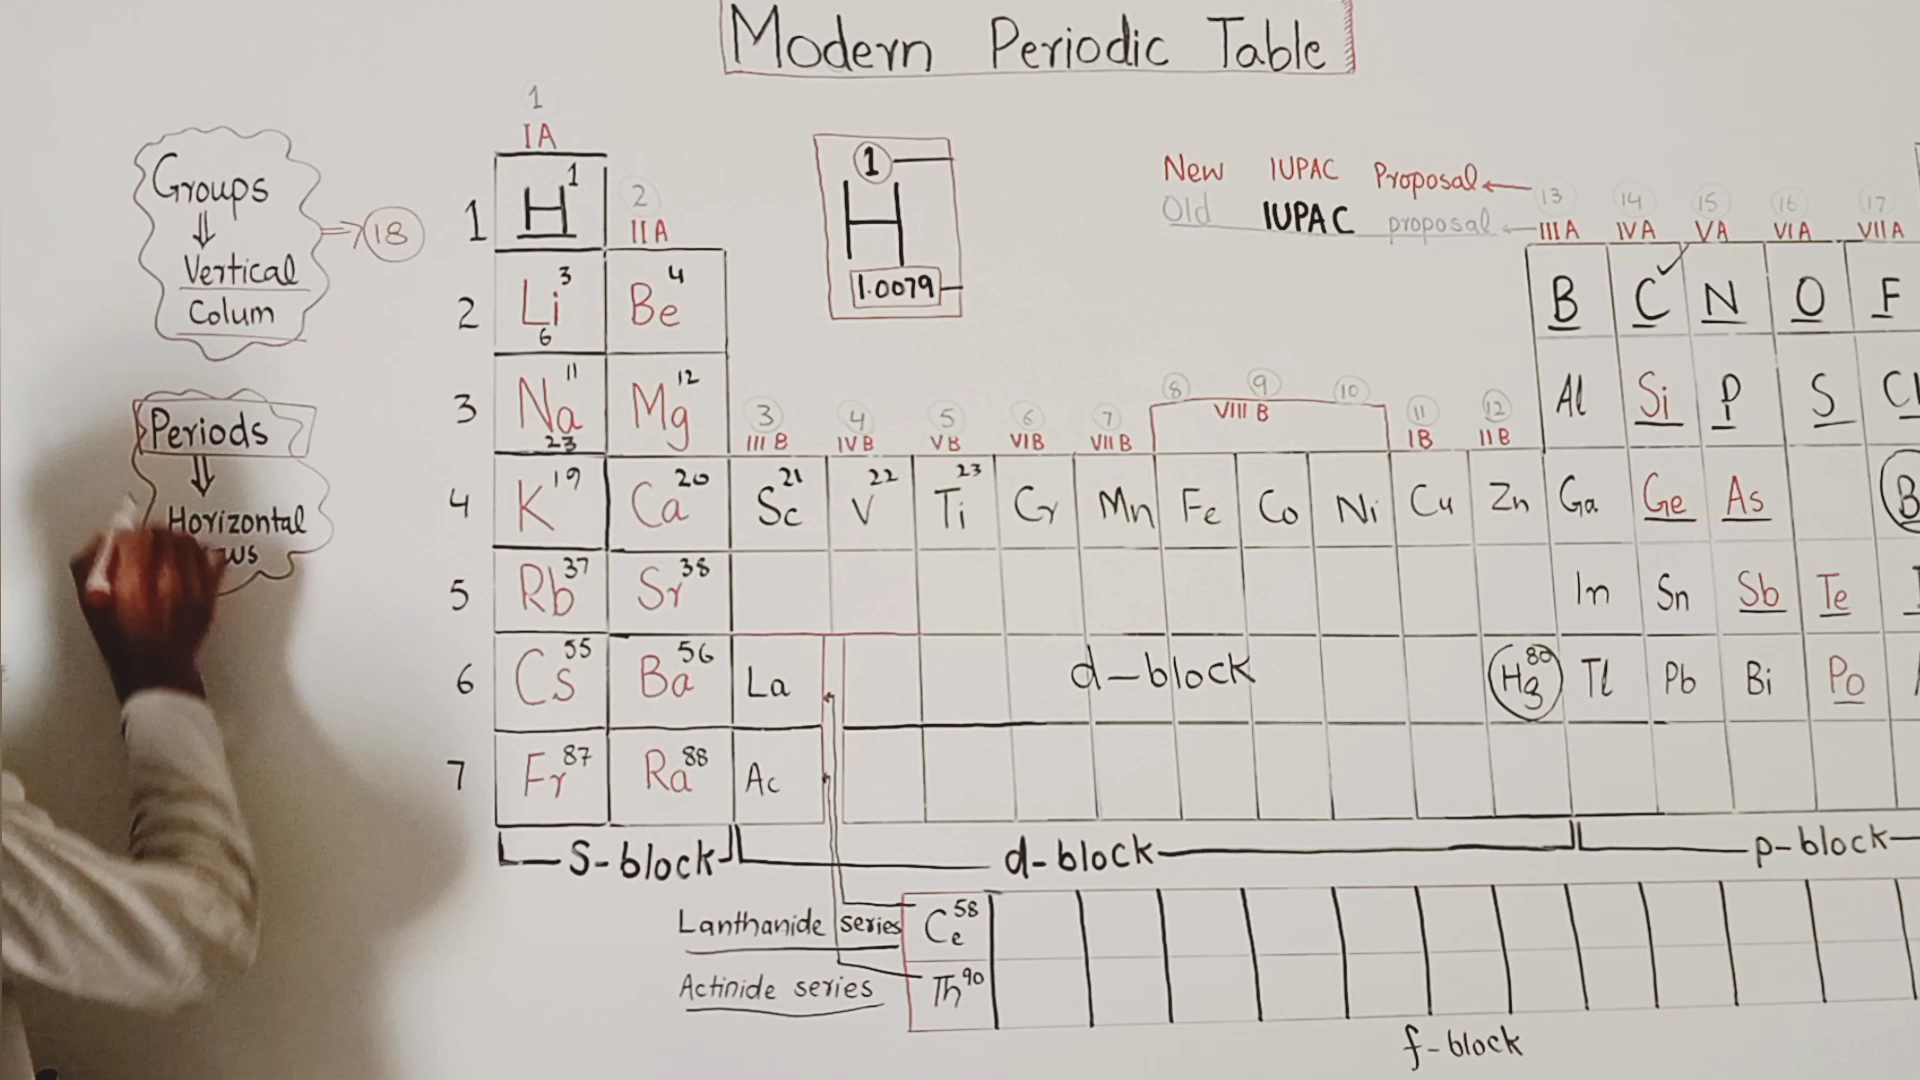 Modern Periodic Table
Groups
Vertical
Colum
18
Periods
Horizontal
1
IA
2
IIA
1
H
1.0079
New IUPAC Proposal
Old IUPAC proposal
13 14 15 16 17
IIIA IVA VA VIA VIIA
1 H 1
2 Li 3 6 Be 4 B C N O F
3 Na 11 23 Mg 12 Al Si P S Cl
3 4 5 6 7 8 9 10 11 12
III B IV B V B VIB VII B VIII B IB II B
4 K 19 Ca 20 Sc 21 V 22 Ti 23 Cr Mn Fe Co Ni Cu Zn Ga Ge As
5 Rb 37 Sr 38 In Sn Sb Te
6 Cs 55 Ba 56 La d-block Hg 80 Tl Pb Bi Po
7 Fr 87 Ra 88 Ac
S-block d-block p-block
Lanthanide series Ce 58
Actinide series Th 90
f-block